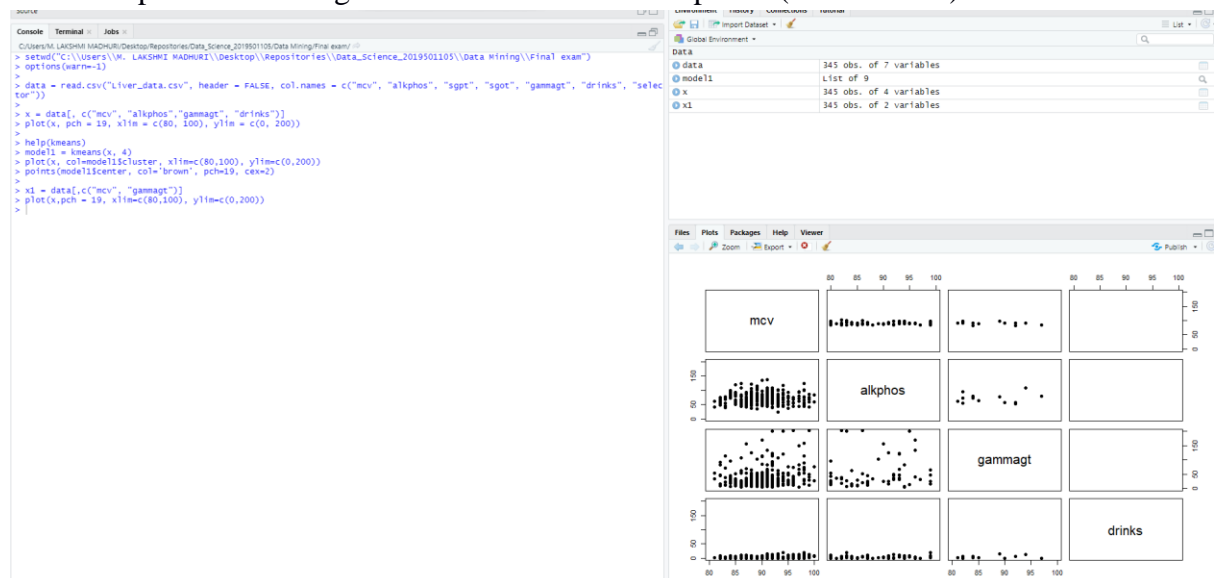 Source
Console Terminal × Jobs ×
C:/Users/M. LAKSHMI MADHURI/Desktop/Repositories/Data_Science_2019501105/Data Mining/Final exam/
> setwd("C:\\Users\\M. LAKSHMI MADHURI\\Desktop\\Repositories\\Data_Science_2019501105\\Data Mining\\Final exam")
> options(warn=-1)
>
> data = read.csv("Liver_data.csv", header = FALSE, col.names = c("mcv", "alkphos", "sgpt", "sgot", "gammagt", "drinks", "selec
tor"))
>
> x = data[, c("mcv", "alkphos","gammagt", "drinks")]
> plot(x, pch = 19, xlim = c(80, 100), ylim = c(0, 200))
>
> help(kmeans)
> model1 = kmeans(x, 4)
> plot(x, col=model1$cluster, xlim=c(80,100), ylim=c(0,200))
> points(model1$center, col='brown', pch=19, cex=2)
>
> x1 = data[,c("mcv", "gammagt")]
> plot(x,pch = 19, xlim=c(80,100), ylim=c(0,200))
>
Environment History Connections Tutorial
Import Dataset List
Global Environment
Data
data 345 obs. of 7 variables
model1 List of 9
x 345 obs. of 4 variables
x1 345 obs. of 2 variables
Files Plots Packages Help Viewer
Zoom Export Publish
80 85 90 95 100 80 85 90 95 100
mcv
0 50 150
0 50 150
alkphos
gammagt
0 50 150
0 50 150
drinks
80 85 90 95 100 80 85 90 95 100